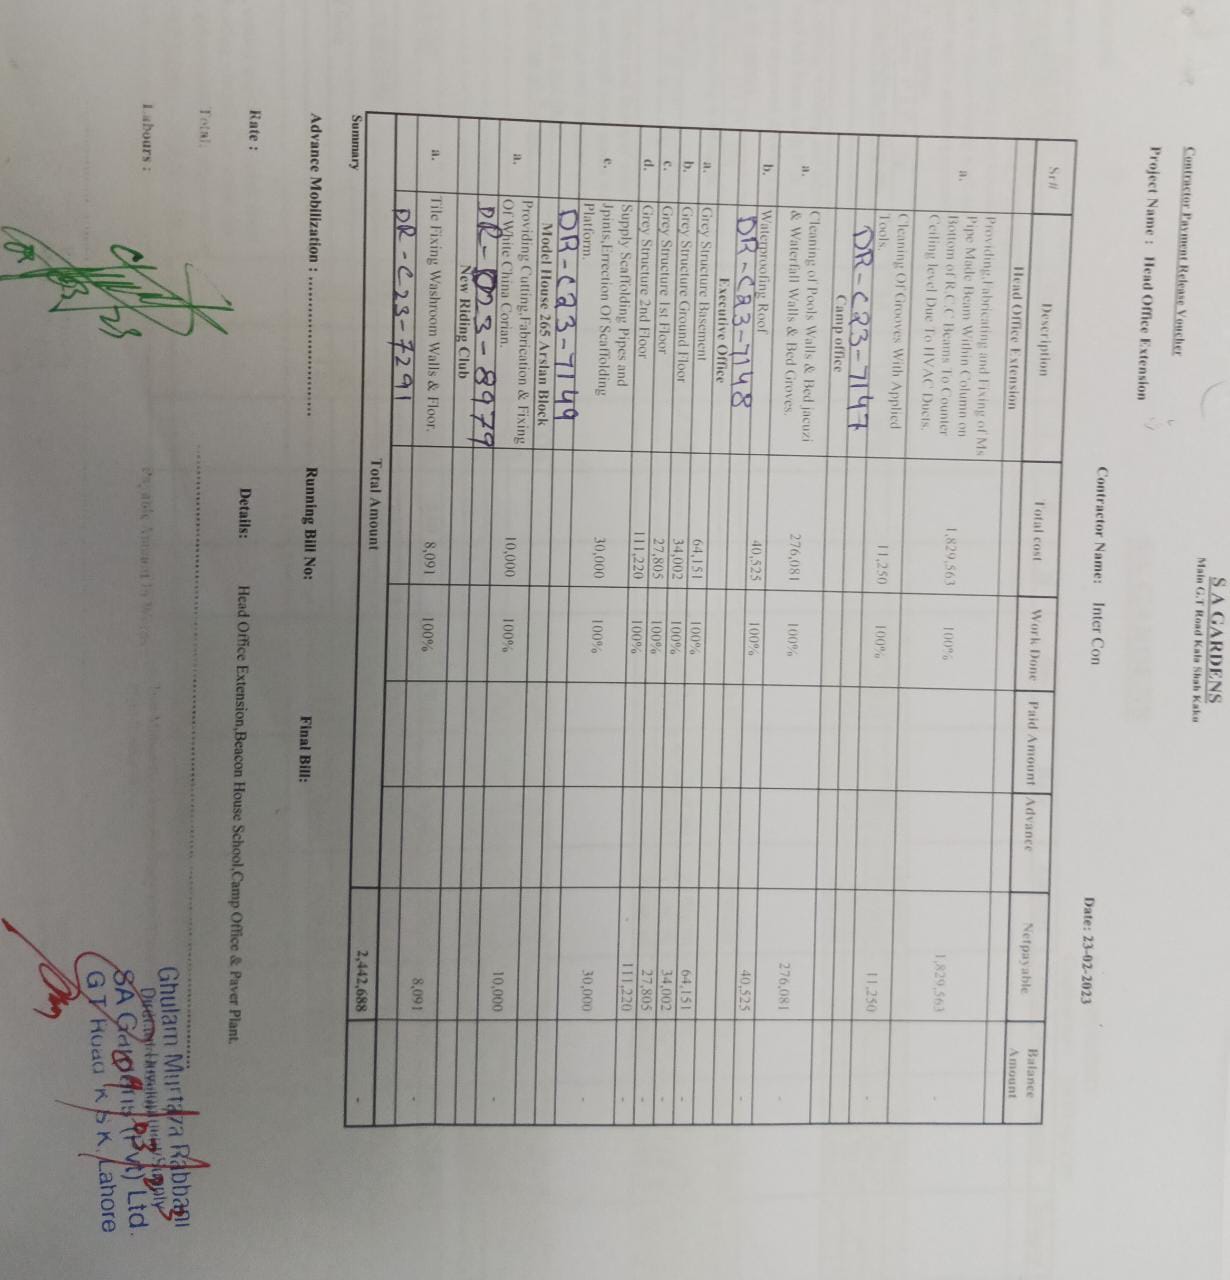 S A GARDENS
Main G.T Road Kala Shah Kaku
Contractor Payment Release Voucher
Project Name : Head Office Extension
Contractor Name: Inter Con
Date: 23-02-2023
Sr# Description Total cost Work Done Paid Amount Advance Netpayable Balance Amount
Head Office Extension
a. Providing,Fabricating and Fixing of Ms
Pipe Made Beam Within Column on
Bottom of R.C.C Beams To Counter
Ceiling level Due To HVAC Ducts. 1,829,563 100% 1,829,563 -
Cleaning Of Grooves With Applied
Tools. 11,250 100% 11,250
DR-C23-7147
Camp office
a. Cleaning of Pools Walls & Bed jacuzi
& Waterfall Walls & Bed Groves. 276,081 100% 276,081 -
b. Waterproofing Roof 40,525 100% 40,525 -
DR-C23-7148
Executive Office
a. Grey Structure Basement 64,151 100% 64,151 -
b. Grey Structure Ground Floor 34,002 100% 34,002 -
c. Grey Structure 1st Floor 27,805 100% 27,805 -
d. Grey Structure 2nd Floor 111,220 100% 111,220 -
e. Supply Scaffolding Pipes and
Jpints,Errection Of Scaffolding
Platform. 30,000 100% 30,000 -
DR-C23-7149
Model House 265 Arslan Block
a. Providing Cutting,Fabrication & Fixing
Of White China Corian. 10,000 100% 10,000 -
New Riding Club
a. Tile Fixing Washroom Walls & Floor. 8,091 100% 8,091 -
DR-C23-7291
Total Amount 2,442,688 -
Summary
Advance Mobilization : ............................ Running Bill No: Final Bill:
Rate : Details: Head Office Extension,Beacon House School,Camp Office & Paver Plant.
Total:
Labours :
Ghulam Murtaza Rabbani
SA Gardens (Pvt) Ltd.
G T Road K S K, Lahore